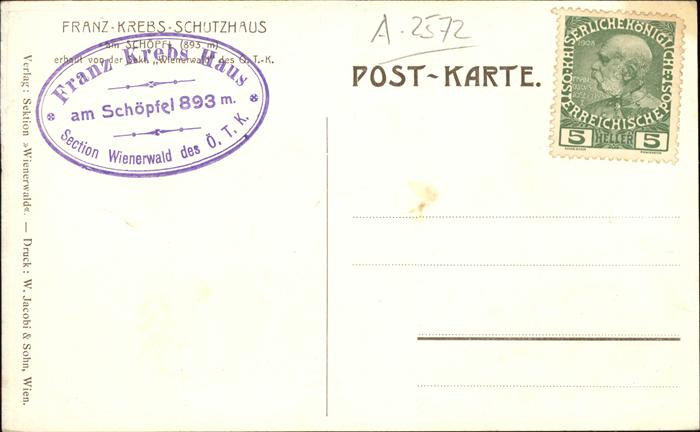 FRANZ-KREBS-SCHUTZHAUS
am SCHÖPFL (893 m)
erbaut von der Sekt. „Wienerwald" des Ö. T.-K.
Franz Krebs Haus
am Schöpfel 893 m.
Section Wienerwald des Ö. T. K.
A-2572
POST-KARTE.
KAISERLICHE KÖNIGLICHE
ÖSTERREICHISCHE POST
1908
5 HELLER 5
Verlag: Sektion »Wienerwald«. — Druck: W. Jacobi & Sohn, Wien.